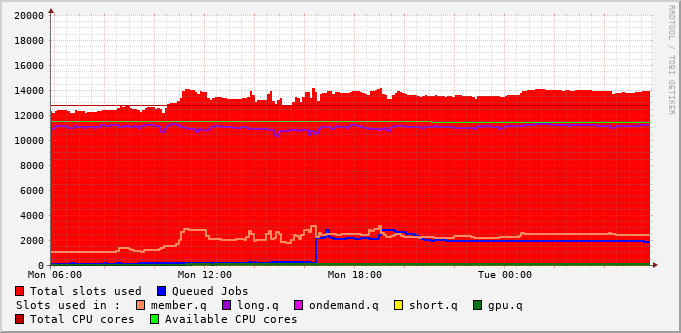 20000
18000
16000
14000
12000
10000
8000
6000
4000
2000
0
Mon 06:00 Mon 12:00 Mon 18:00 Tue 00:00
RRDTOOL / TOBI OETIKER
Total slots used Queued Jobs
Slots used in : member.q long.q ondemand.q short.q gpu.q
Total CPU cores Available CPU cores